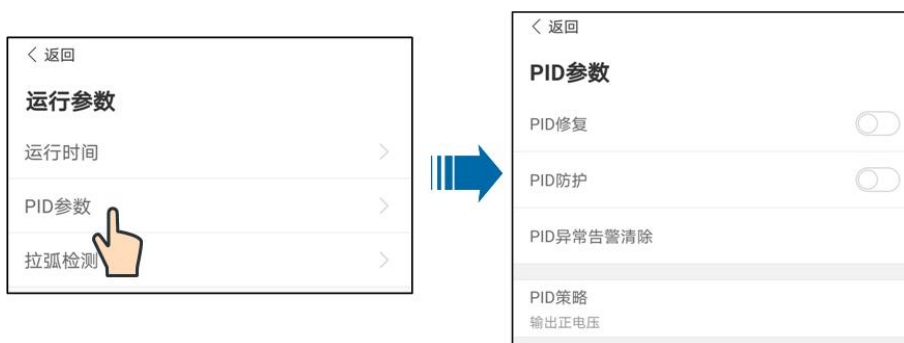 返回
运行参数
运行时间
PID参数
拉弧检测
返回
PID参数
PID修复
PID防护
PID异常告警清除
PID策略
输出正电压